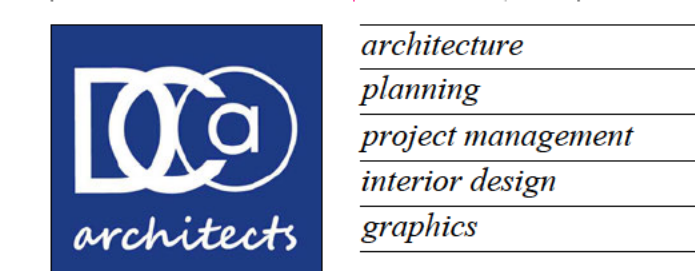 DCa
architects
architecture
planning
project management
interior design
graphics